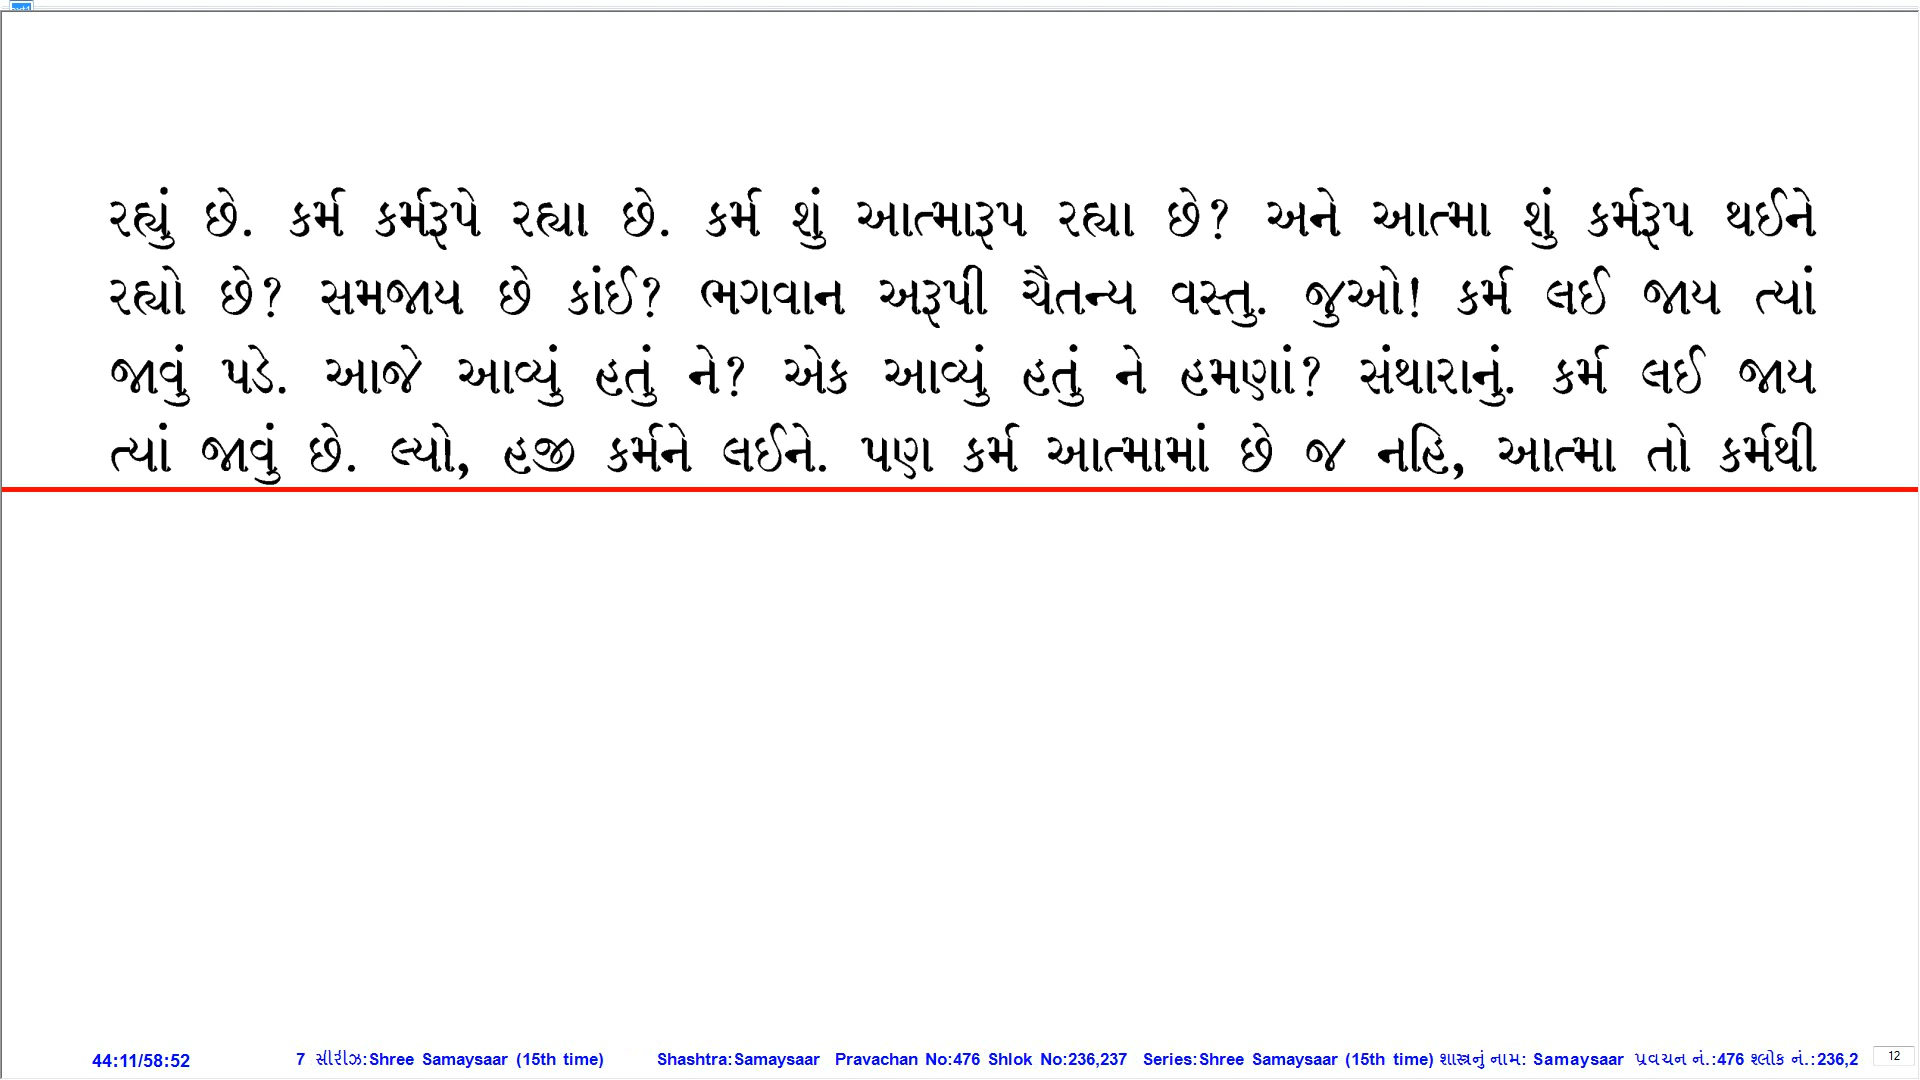 રહ્યું છે. કર્મ કર્મરૂપે રહ્યા છે. કર્મ શું આત્મારૂપ રહ્યા છે? અને આત્મા શું કર્મરૂપ થઈને
રહ્યો છે? સમજાય છે કાંઈ? ભગવાન અરૂપી ચૈતન્ય વસ્તુ. જુઓ! કર્મ લઈ જાય ત્યાં
જાવું પડે. આજે આવ્યું હતું ને? એક આવ્યું હતું ને હમણાં? સંથારાનું. કર્મ લઈ જાય
ત્યાં જાવું છે. લ્યો, હજી કર્મને લઈને. પણ કર્મ આત્મામાં છે જ નહિ, આત્મા તો કર્મથી
44:11/58:52 7 સીરીઝ:Shree Samaysaar (15th time) Shashtra:Samaysaar Pravachan No:476 Shlok No:236,237 Series:Shree Samaysaar (15th time) શાસ્ત્રનું નામ: Samaysaar પ્રવચન નં.:476 શ્લોક નં.:236,2 12